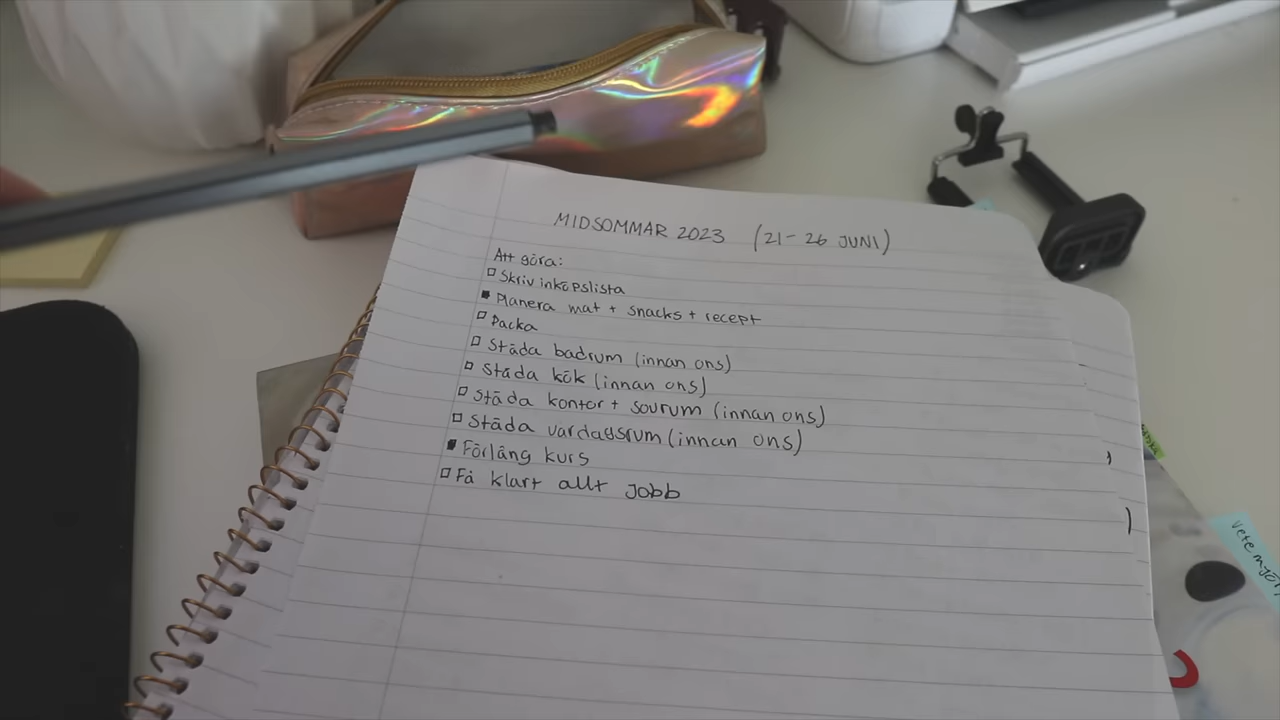 MIDSOMMAR 2023 (21-26 JUNI)
Att göra:
Skriv inköpslista
Planera mat + snacks + recept
Packa
Städa badrum (innan ons)
Städa kök (innan ons)
Städa kontor + sovrum (innan ons)
Städa vardagsrum (innan ons)
Förläng kurs
Få klart allt jobb
vetemjöl